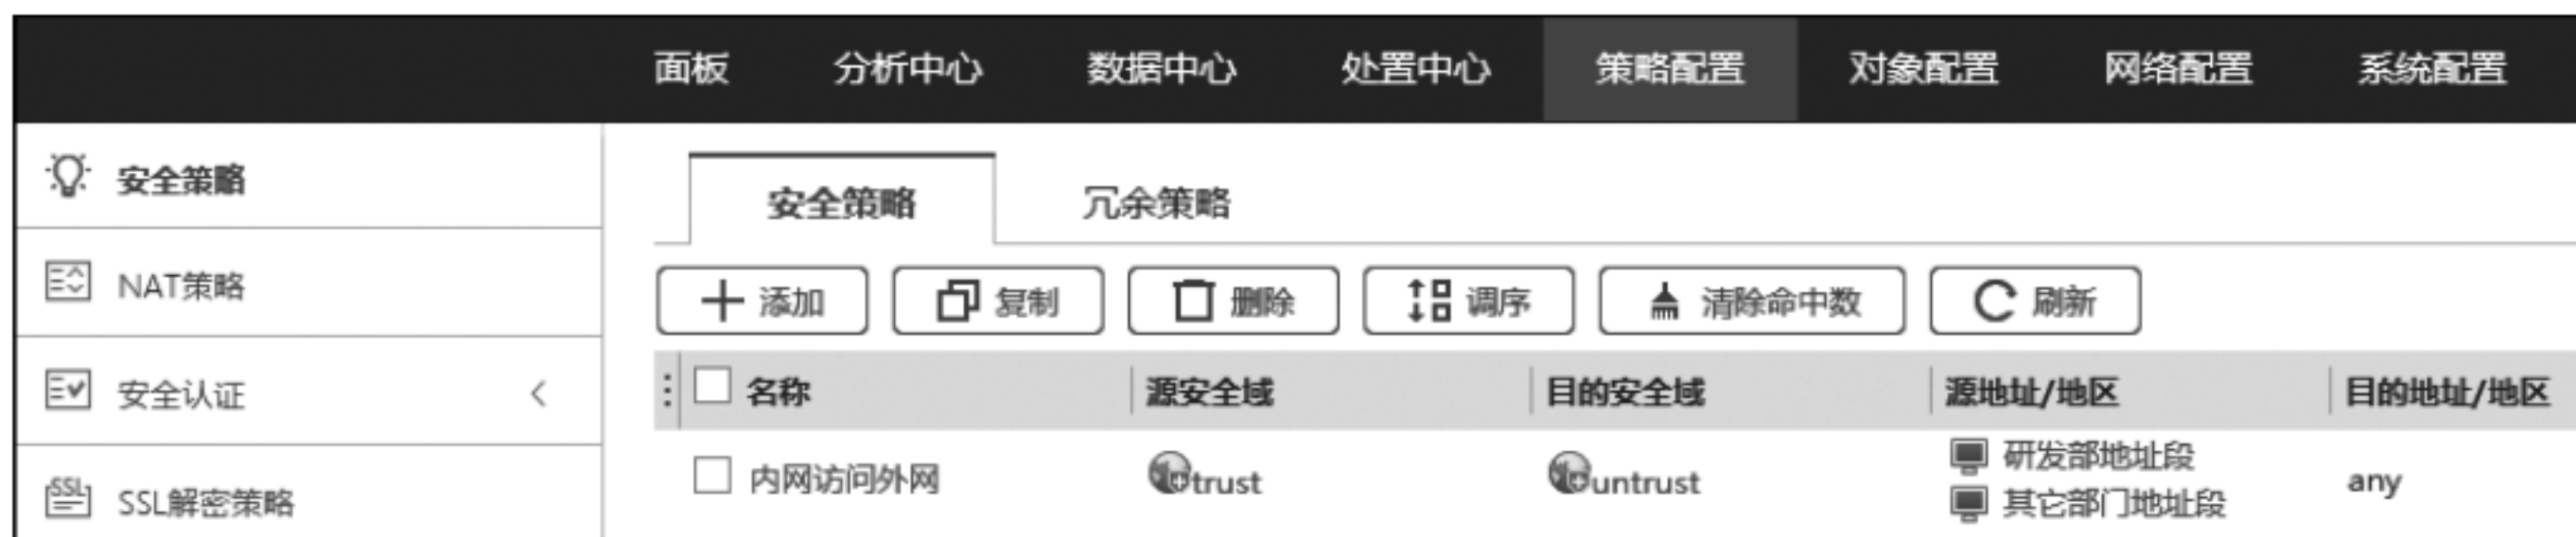 面板 分析中心 数据中心 处置中心 策略配置 对象配置 网络配置 系统配置
安全策略
NAT策略
安全认证
SSL解密策略
安全策略 冗余策略
添加 复制 删除 调序 清除命中数 刷新
名称 源安全域 目的安全域 源地址/地区 目的地址/地区
内网访问外网 trust untrust 研发部地址段 any
其它部门地址段